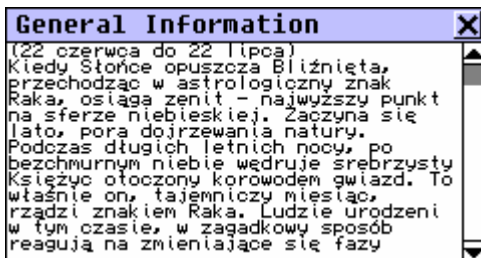 General Information
(22 czerwca do 22 lipca)
Kiedy Słońce opuszcza Bliźnięta,
przechodząc w astrologiczny znak
Raka, osiąga zenit - najwyższy punkt
na sferze niebieskiej. Zaczyna się
lato, pora dojrzewania natury.
Podczas długich letnich nocy, po
bezchmurnym niebie wędruje srebrzysty
Księżyc otoczony korowodem gwiazd. To
właśnie on, tajemniczy miesiąc,
rządzi znakiem Raka. Ludzie urodzeni
w tym czasie, w zagadkowy sposób
reagują na zmieniające się fazy